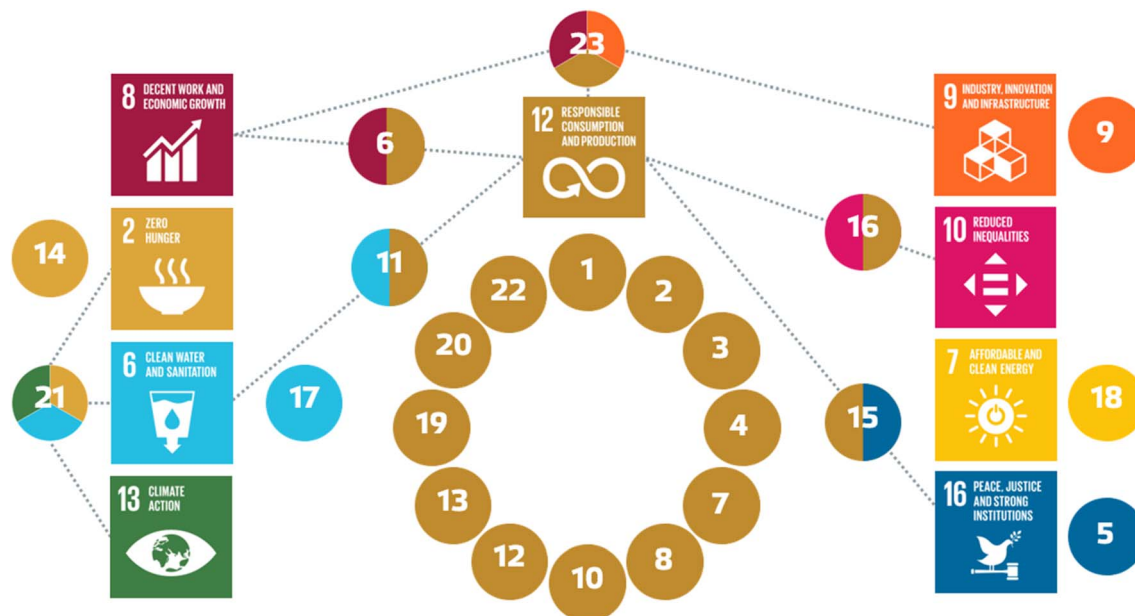 23
8 DECENT WORK AND
ECONOMIC GROWTH
6
12 RESPONSIBLE
CONSUMPTION
AND PRODUCTION
9 INDUSTRY, INNOVATION
AND INFRASTRUCTURE
9
14
2 ZERO
HUNGER
11
16
10 REDUCED
INEQUALITIES
1
22
2
20
3
21
6 CLEAN WATER
AND SANITATION
17
19
4
15
7 AFFORDABLE AND
CLEAN ENERGY
18
13 CLIMATE
ACTION
13
7
12
10
8
16 PEACE, JUSTICE
AND STRONG
INSTITUTIONS
5